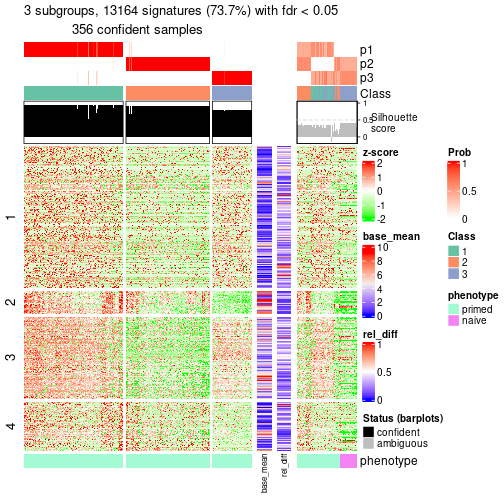 3 subgroups, 13164 signatures (73.7%) with fdr < 0.05
356 confident samples
p1
p2
p3
Class
1
0.5
0
Silhouette
score
1
2
3
4
phenotype
base_mean
rel_diff
z-score
2
1
0
-1
-2
Prob
1
0.5
0
base_mean
10
8
6
4
2
0
Class
1
2
3
phenotype
primed
naive
rel_diff
1
0.5
0
Status (barplots)
confident
ambiguous